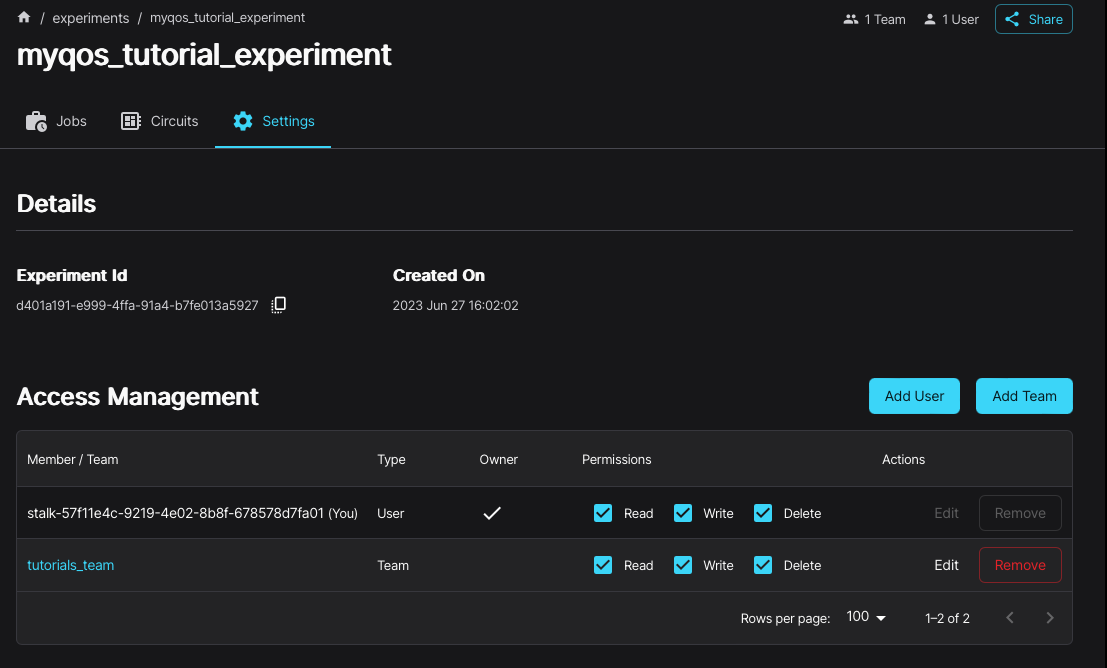 / experiments / myqos_tutorial_experiment
1 Team 1 User Share
myqos_tutorial_experiment
Jobs Circuits Settings
Details
Experiment Id Created On
d401a191-e999-4ffa-91a4-b7fe013a5927 2023 Jun 27 16:02:02
Access Management Add User Add Team
Member / Team Type Owner Permissions Actions
stalk-57f11e4c-9219-4e02-8b8f-678578d7fa01 (You) User Read Write Delete Edit Remove
tutorials_team Team Read Write Delete Edit Remove
Rows per page: 100 1–2 of 2